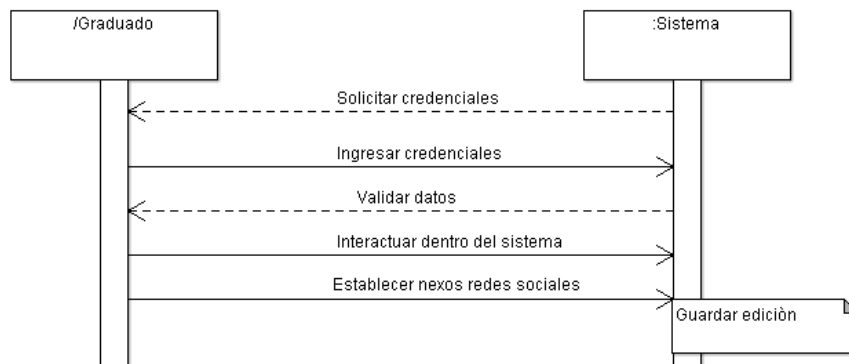 /Graduado
:Sistema
Solicitar credenciales
Ingresar credenciales
Validar datos
Interactuar dentro del sistema
Establecer nexos redes sociales
Guardar ediciòn